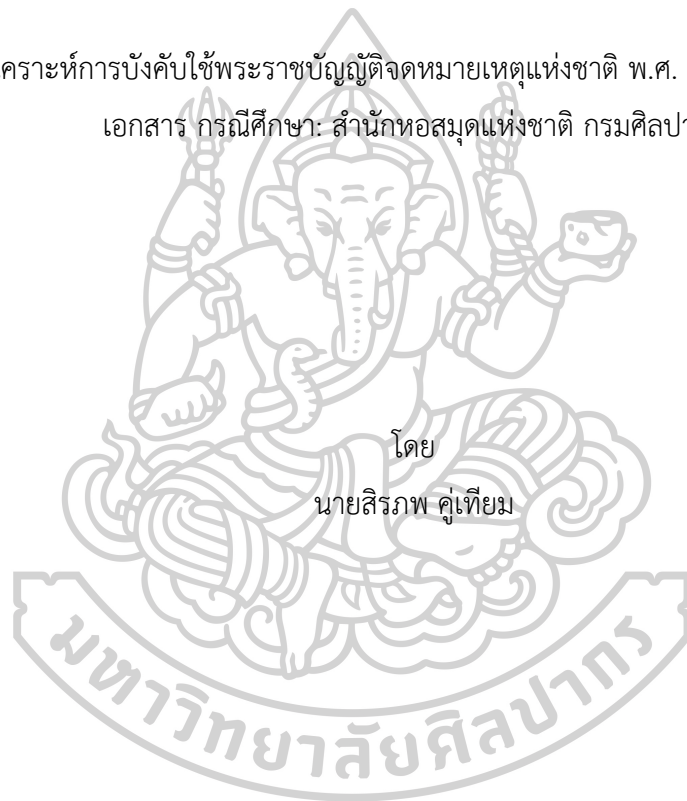 เคราะห์การบังคับใช้พระราชบัญญัติจดหมายเหตุแห่งชาติ พ.ศ.
เอกสาร กรณีศึกษา: สำนักหอสมุดแห่งชาติ กรมศิลปา
โดย
นายสิรภพ คู่เทียม
มหาวิทยาลัยศิลปากร